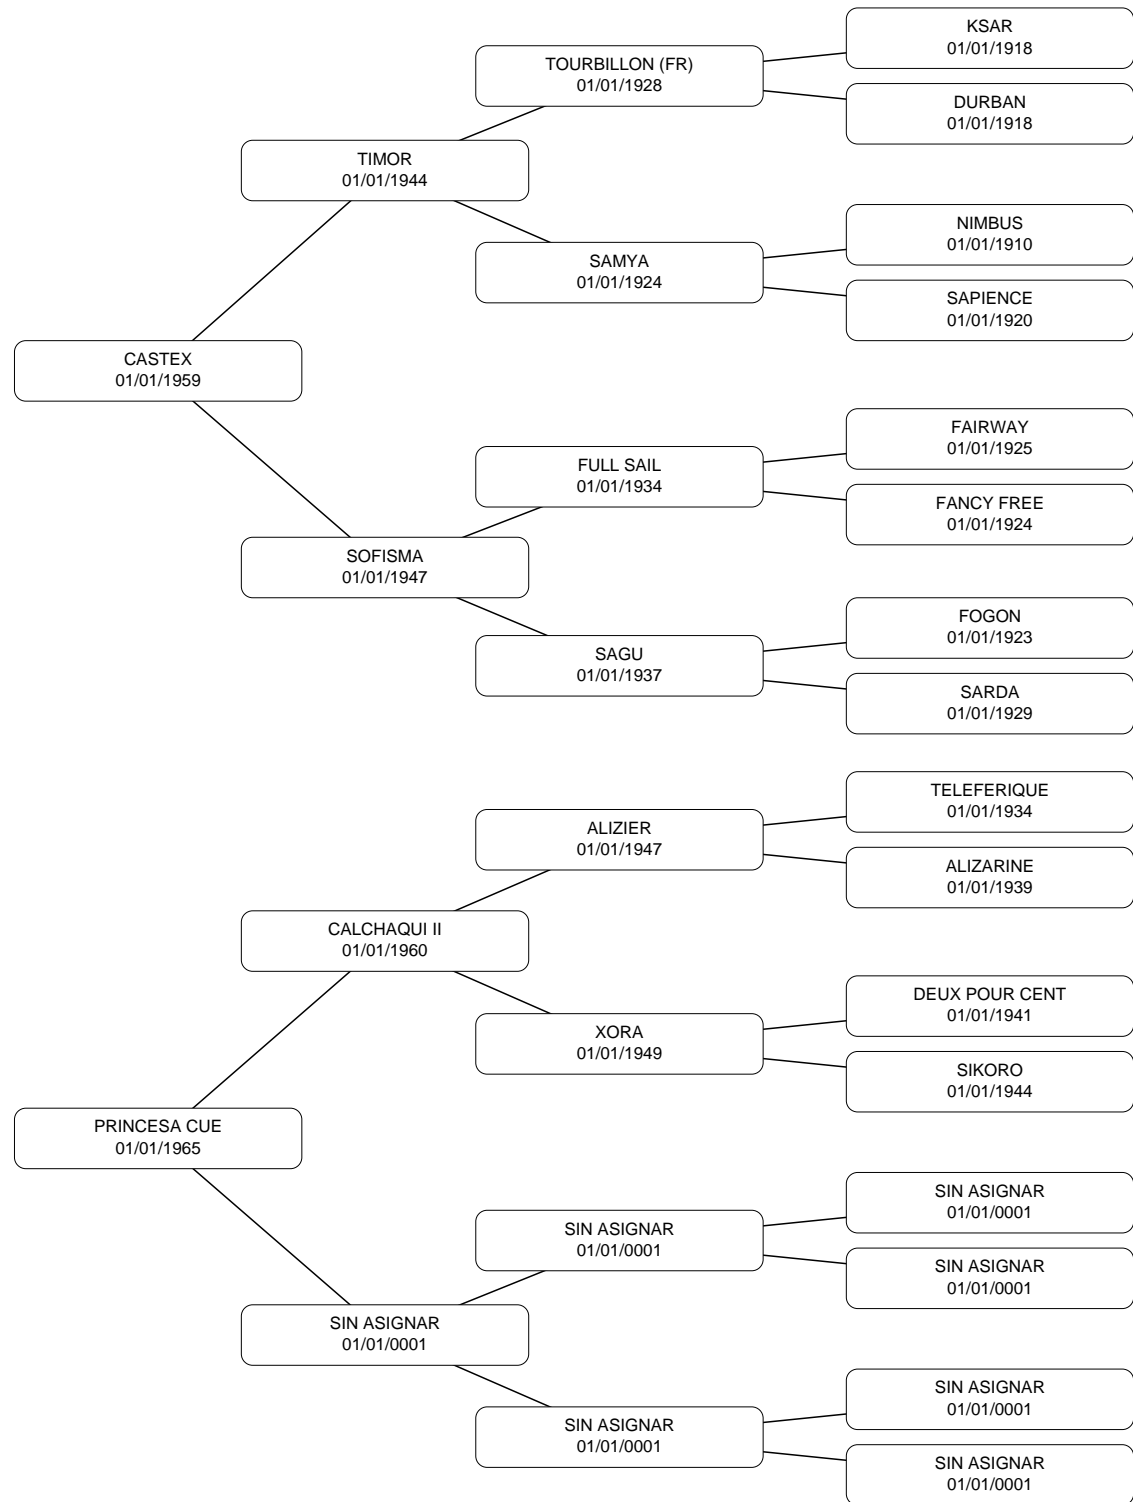 KSAR
01/01/1918
TOURBILLON (FR)
01/01/1928
DURBAN
01/01/1918
TIMOR
01/01/1944
NIMBUS
01/01/1910
SAMYA
01/01/1924
SAPIENCE
01/01/1920
CASTEX
01/01/1959
FAIRWAY
01/01/1925
FULL SAIL
01/01/1934
FANCY FREE
01/01/1924
SOFISMA
01/01/1947
FOGON
01/01/1923
SAGU
01/01/1937
SARDA
01/01/1929
TELEFERIQUE
01/01/1934
ALIZIER
01/01/1947
ALIZARINE
01/01/1939
CALCHAQUI II
01/01/1960
DEUX POUR CENT
01/01/1941
XORA
01/01/1949
SIKORO
01/01/1944
PRINCESA CUE
01/01/1965
SIN ASIGNAR
01/01/0001
SIN ASIGNAR
01/01/0001
SIN ASIGNAR
01/01/0001
SIN ASIGNAR
01/01/0001
SIN ASIGNAR
01/01/0001
SIN ASIGNAR
01/01/0001
SIN ASIGNAR
01/01/0001